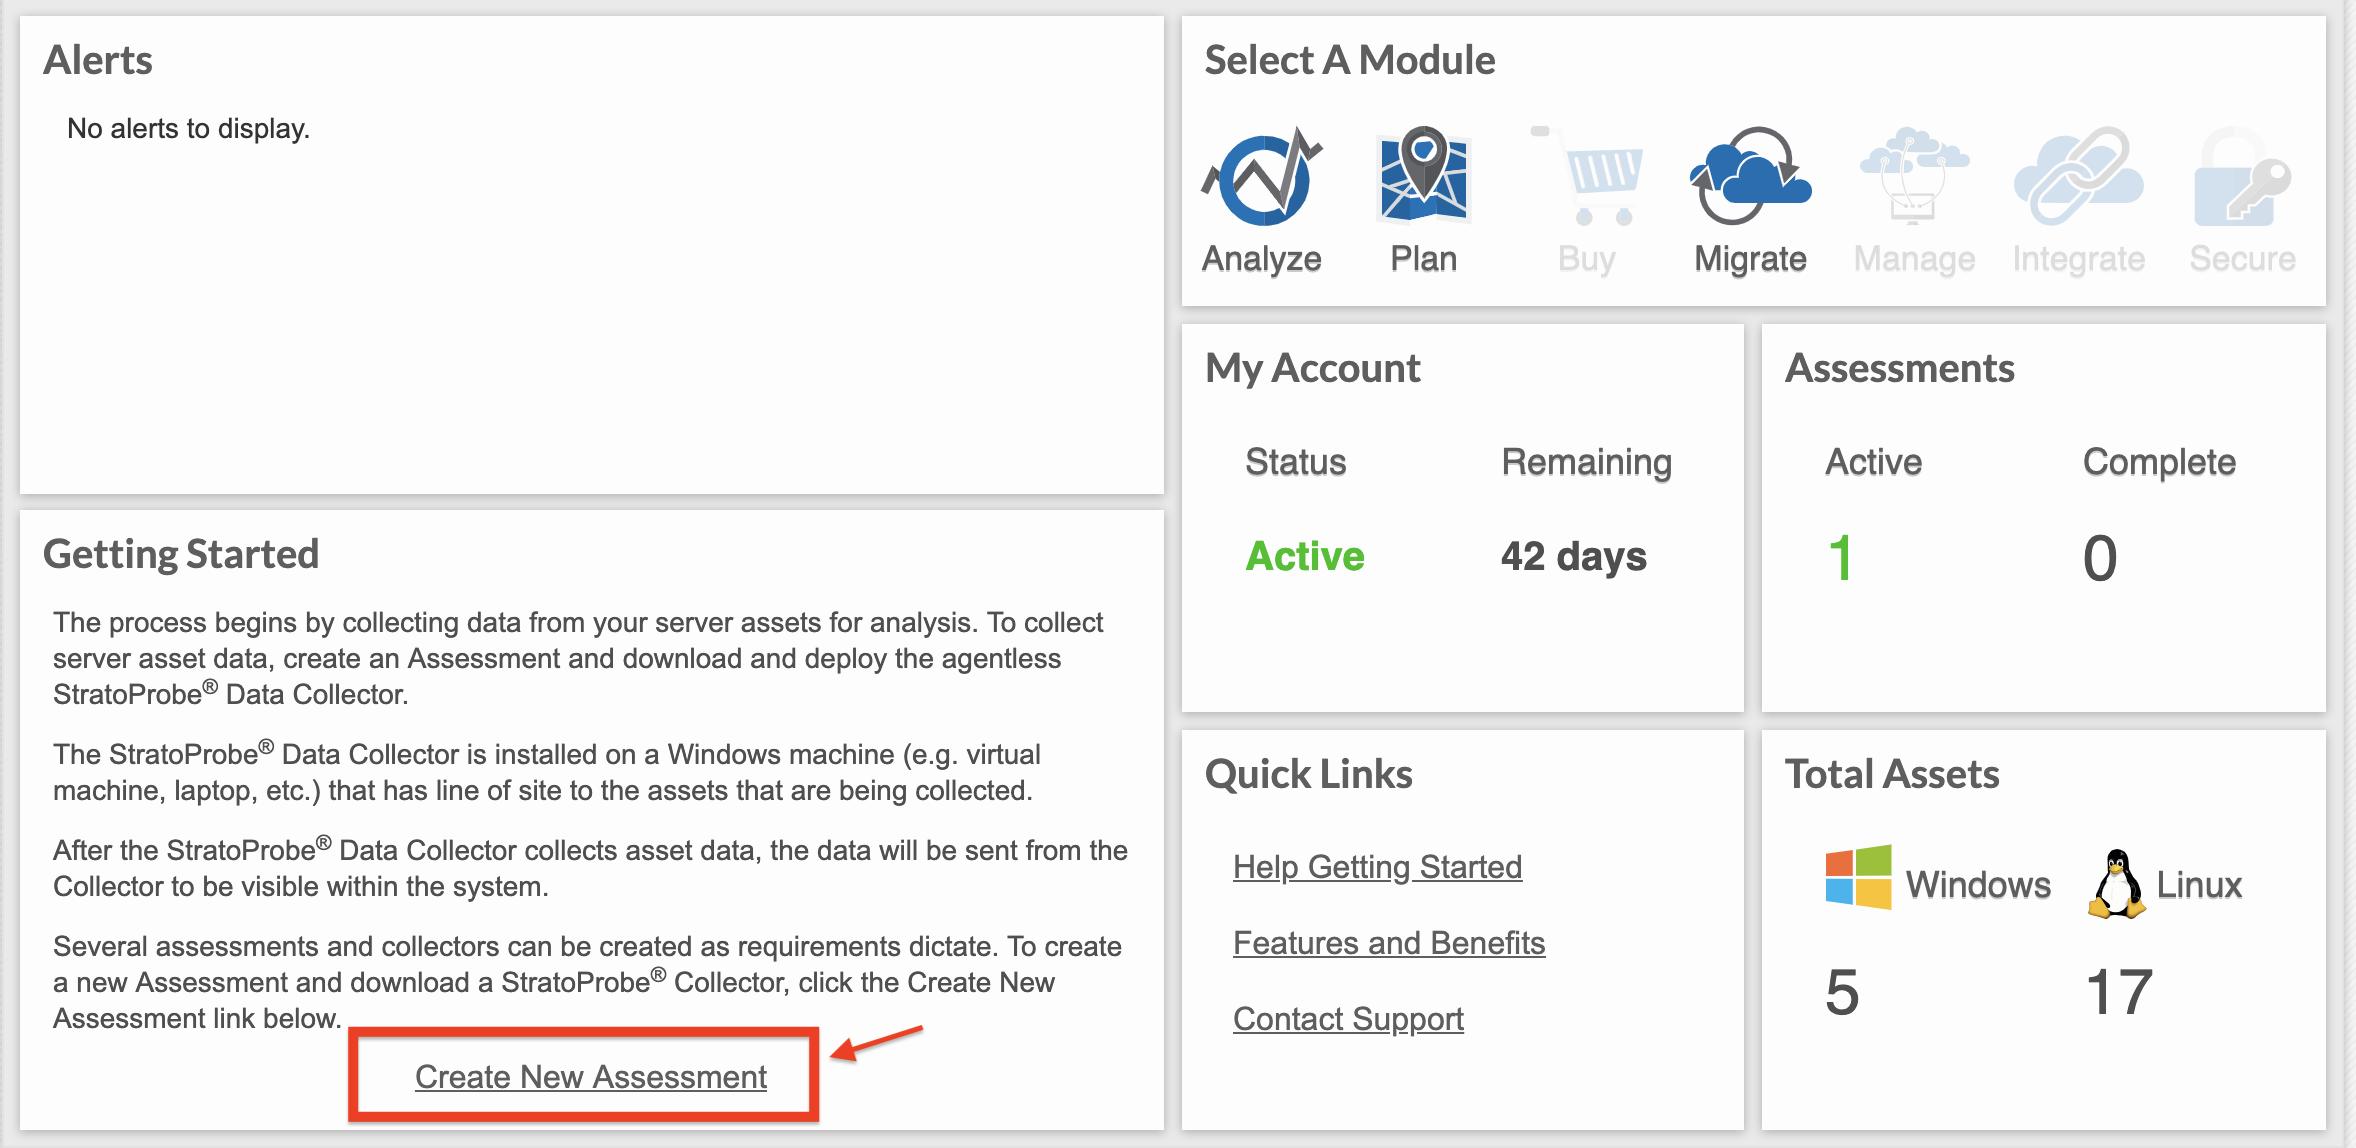 Alerts
No alerts to display.
Getting Started
The process begins by collecting data from your server assets for analysis. To collect
server asset data, create an Assessment and download and deploy the agentless
StratoProbe® Data Collector.
The StratoProbe® Data Collector is installed on a Windows machine (e.g. virtual
machine, laptop, etc.) that has line of site to the assets that are being collected.
After the StratoProbe® Data Collector collects asset data, the data will be sent from the
Collector to be visible within the system.
Several assessments and collectors can be created as requirements dictate. To create
a new Assessment and download a StratoProbe® Collector, click the Create New
Assessment link below.
Create New Assessment
Select A Module
Analyze Plan Buy Migrate Manage Integrate Secure
My Account
Status Remaining
Active 42 days
Assessments
Active Complete
1 0
Quick Links
Help Getting Started
Features and Benefits
Contact Support
Total Assets
Windows Linux
5 17